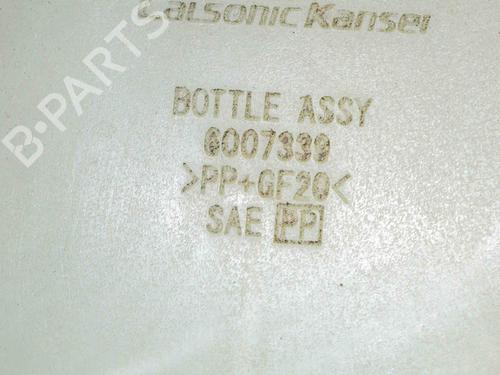 Calsonic Kansei
BOTTLE ASSY
6007339
>PP+GF20<
SAE PP
B-PARTS